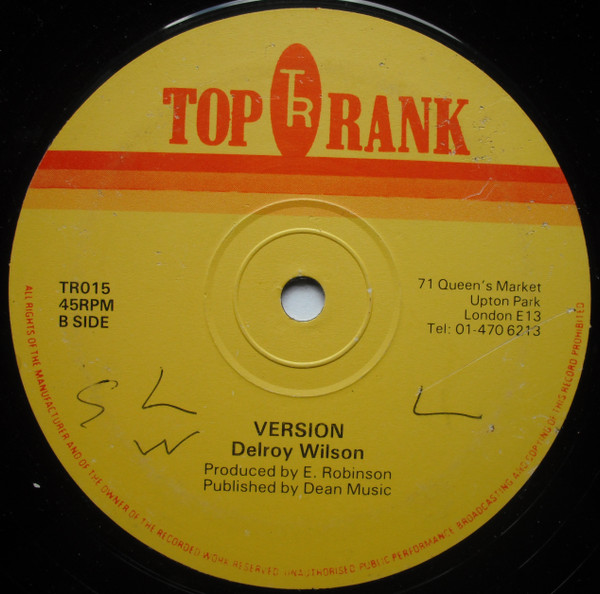 TR
TOP RANK
TR015
45RPM
B SIDE
71 Queen's Market
Upton Park
London E13
Tel: 01-470 6213
S L
W
L
VERSION
Delroy Wilson
Produced by E. Robinson
Published by Dean Music
ALL RIGHTS OF THE MANUFACTURER AND OF THE OWNER OF THE RECORDED WORK RESERVED. UNAUTHORISED PUBLIC PERFORMANCE BROADCASTING AND COPYING OF THIS RECORD PROHIBITED